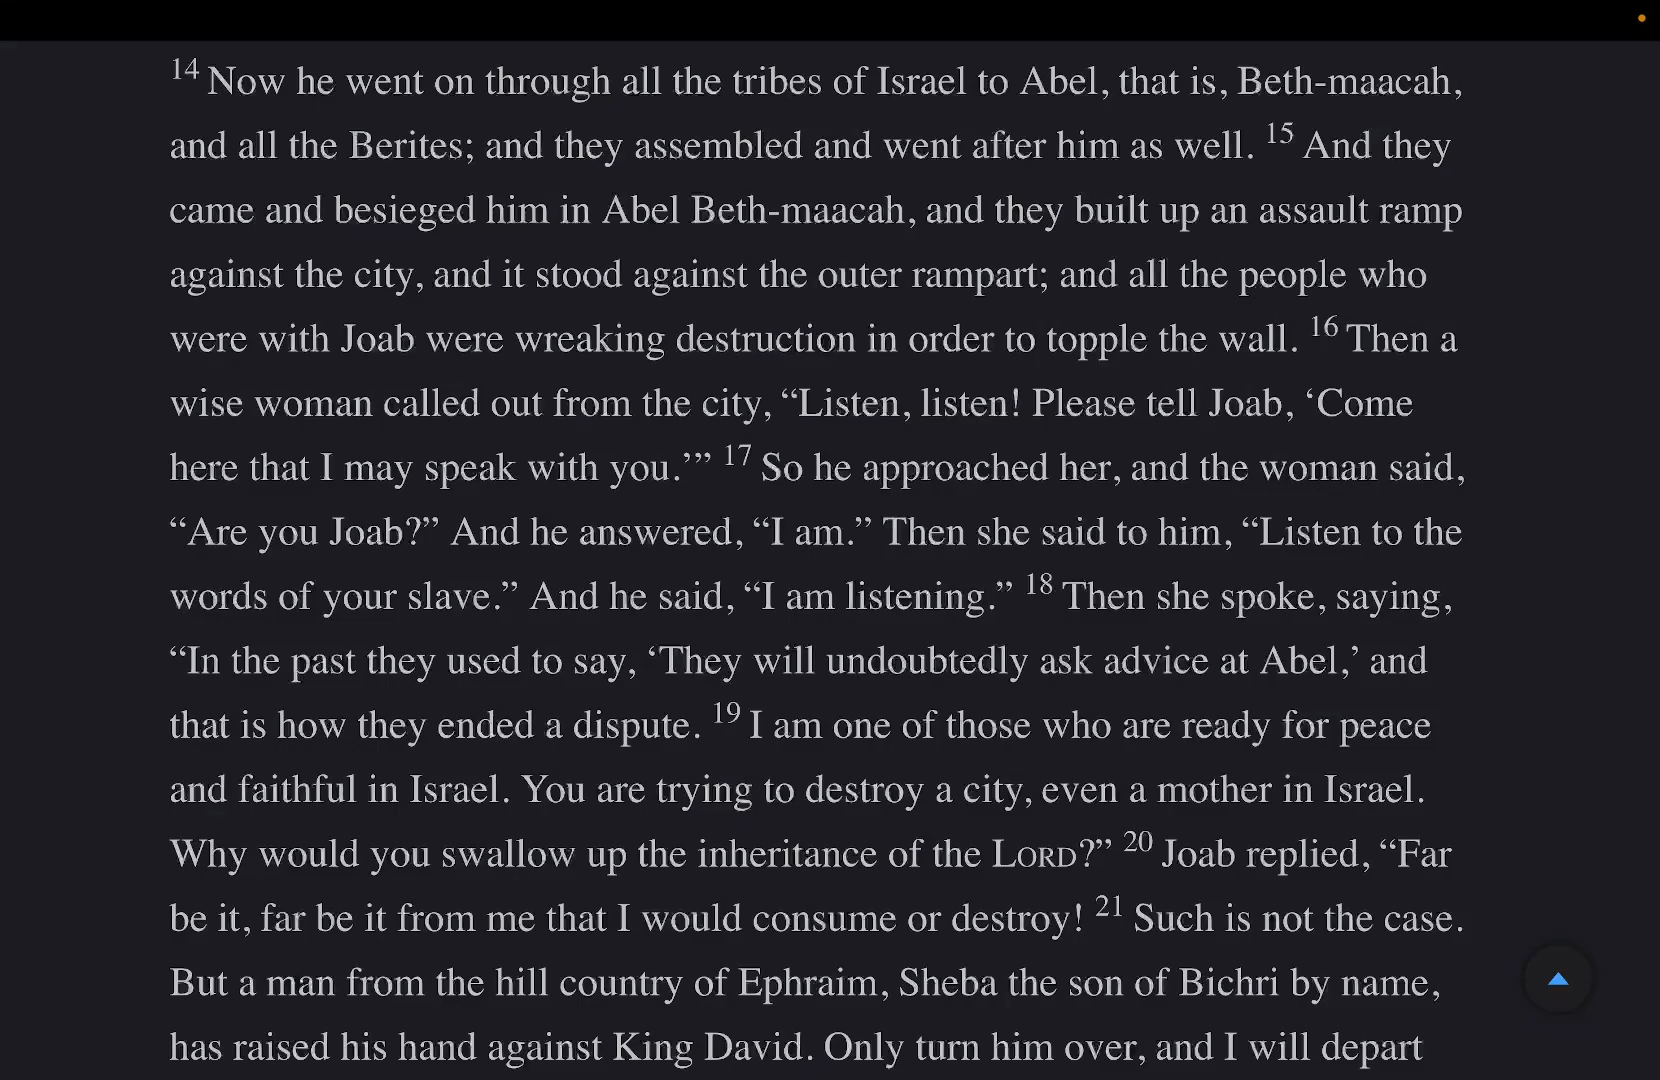 14 Now he went on through all the tribes of Israel to Abel, that is, Beth-maacah,
and all the Berites; and they assembled and went after him as well. 15 And they
came and besieged him in Abel Beth-maacah, and they built up an assault ramp
against the city, and it stood against the outer rampart; and all the people who
were with Joab were wreaking destruction in order to topple the wall. 16 Then a
wise woman called out from the city, “Listen, listen! Please tell Joab, ‘Come
here that I may speak with you.’” 17 So he approached her, and the woman said,
“Are you Joab?” And he answered, “I am.” Then she said to him, “Listen to the
words of your slave.” And he said, “I am listening.” 18 Then she spoke, saying,
“In the past they used to say, ‘They will undoubtedly ask advice at Abel,’ and
that is how they ended a dispute. 19 I am one of those who are ready for peace
and faithful in Israel. You are trying to destroy a city, even a mother in Israel.
Why would you swallow up the inheritance of the LORD?” 20 Joab replied, “Far
be it, far be it from me that I would consume or destroy! 21 Such is not the case.
But a man from the hill country of Ephraim, Sheba the son of Bichri by name,
has raised his hand against King David. Only turn him over, and I will depart